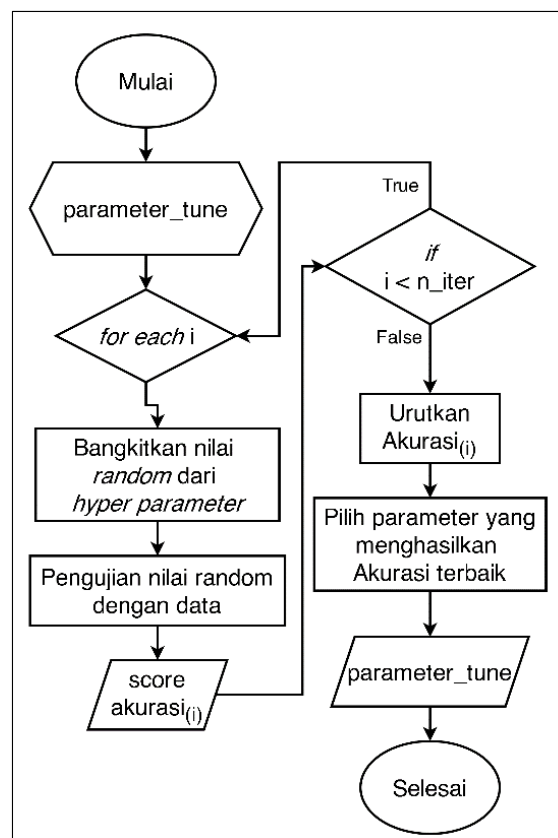 Mulai
parameter_tune
for each i
Bangkitkan nilai
random dari
hyper parameter
Pengujian nilai random
dengan data
score
akurasi(i)
True
if
i < n_iter
False
Urutkan
Akurasi(i)
Pilih parameter yang
menghasilkan
Akurasi terbaik
parameter_tune
Selesai